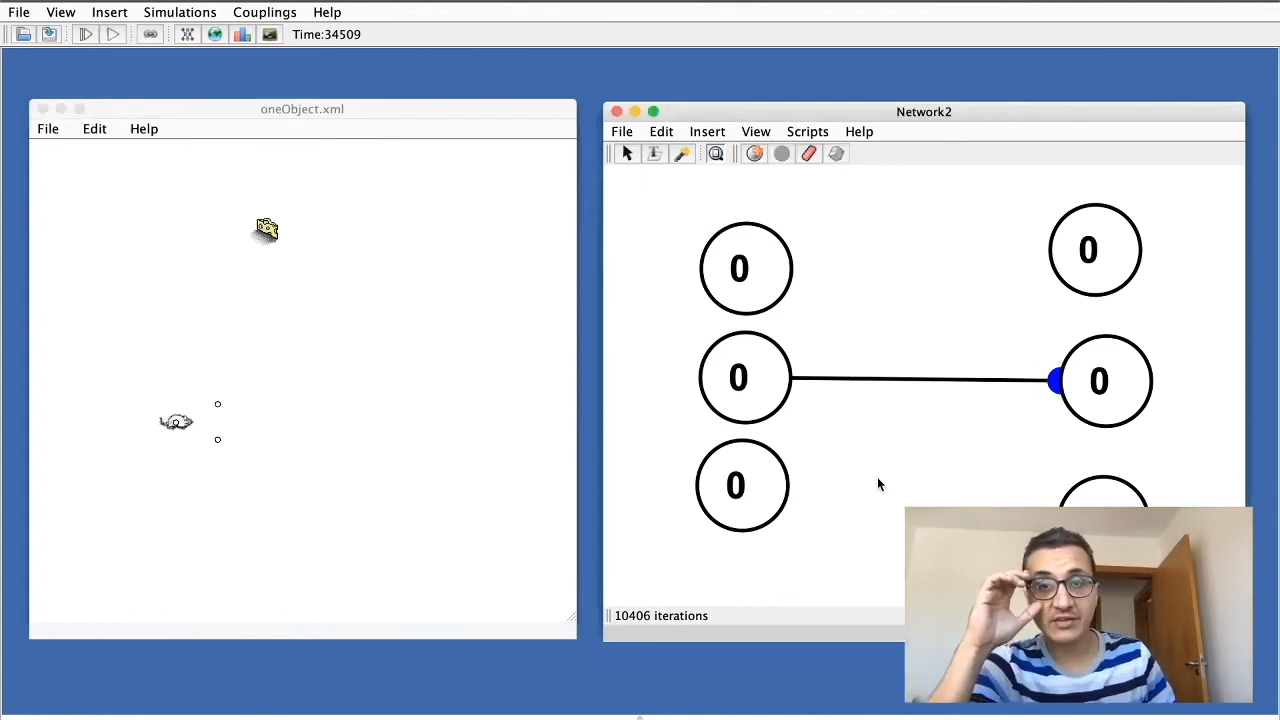 File View Insert Simulations Couplings Help
Time:34509
oneObject.xml
File Edit Help
Network2
File Edit Insert View Scripts Help
0
0
0
0
0
10406 iterations